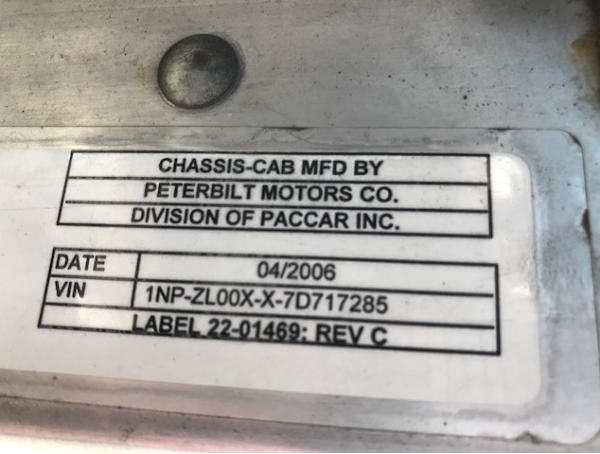 CHASSIS-CAB MFD BY
PETERBILT MOTORS CO.
DIVISION OF PACCAR INC.
DATE 04/2006
VIN 1NP-ZL00X-X-7D717285
LABEL 22-01469: REV C